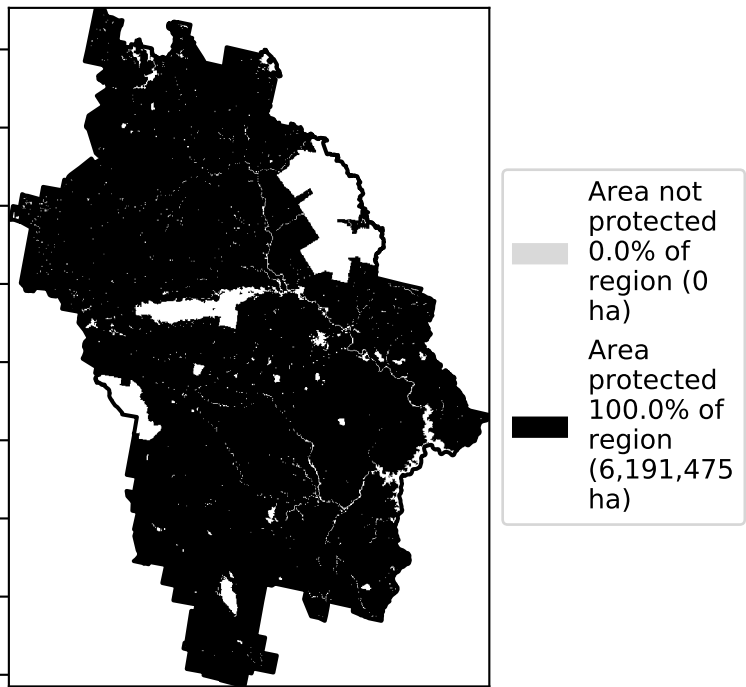 Area not
protected
0.0% of
region (0
ha)
Area
protected
100.0% of
region
(6,191,475
ha)